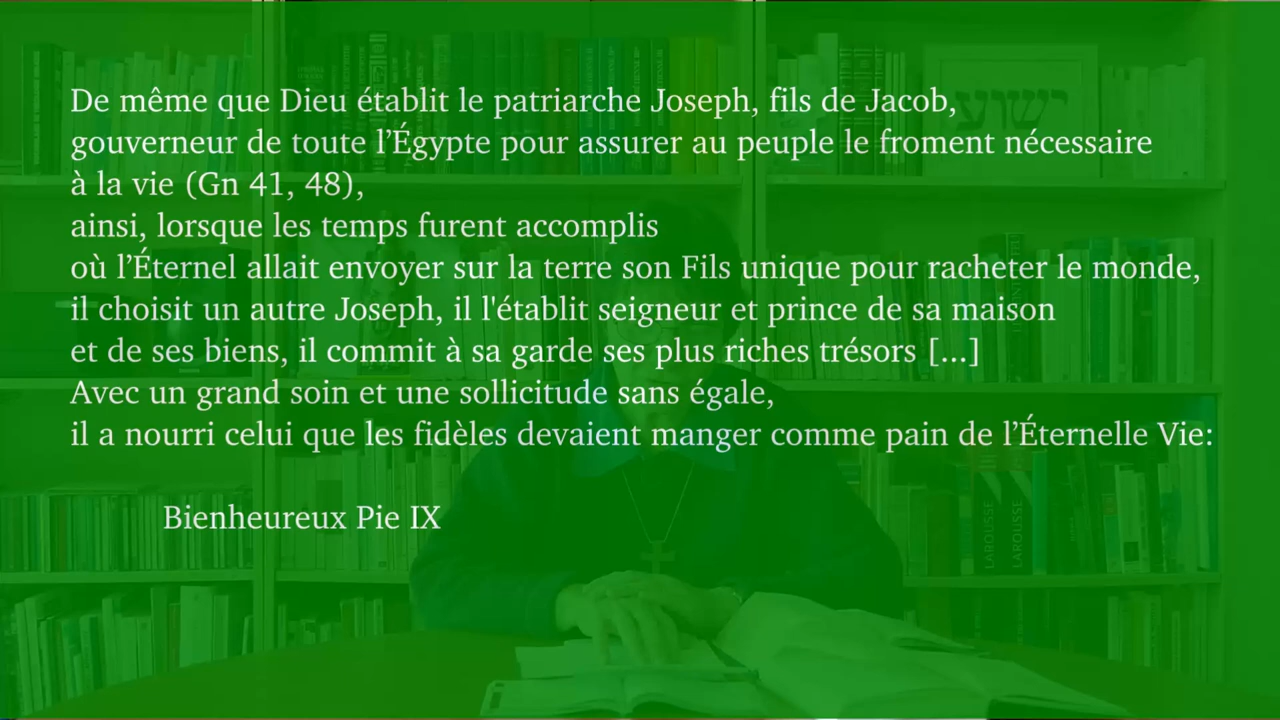 De même que Dieu établit le patriarche Joseph, fils de Jacob,
gouverneur de toute l’Égypte pour assurer au peuple le froment nécessaire
à la vie (Gn 41, 48),
ainsi, lorsque les temps furent accomplis
où l’Éternel allait envoyer sur la terre son Fils unique pour racheter le monde,
il choisit un autre Joseph, il l'établit seigneur et prince de sa maison
et de ses biens, il commit à sa garde ses plus riches trésors [...]
Avec un grand soin et une sollicitude sans égale,
il a nourri celui que les fidèles devaient manger comme pain de l’Éternelle Vie:
Bienheureux Pie IX
ישוע
LAROUSSE
LAROUSSE